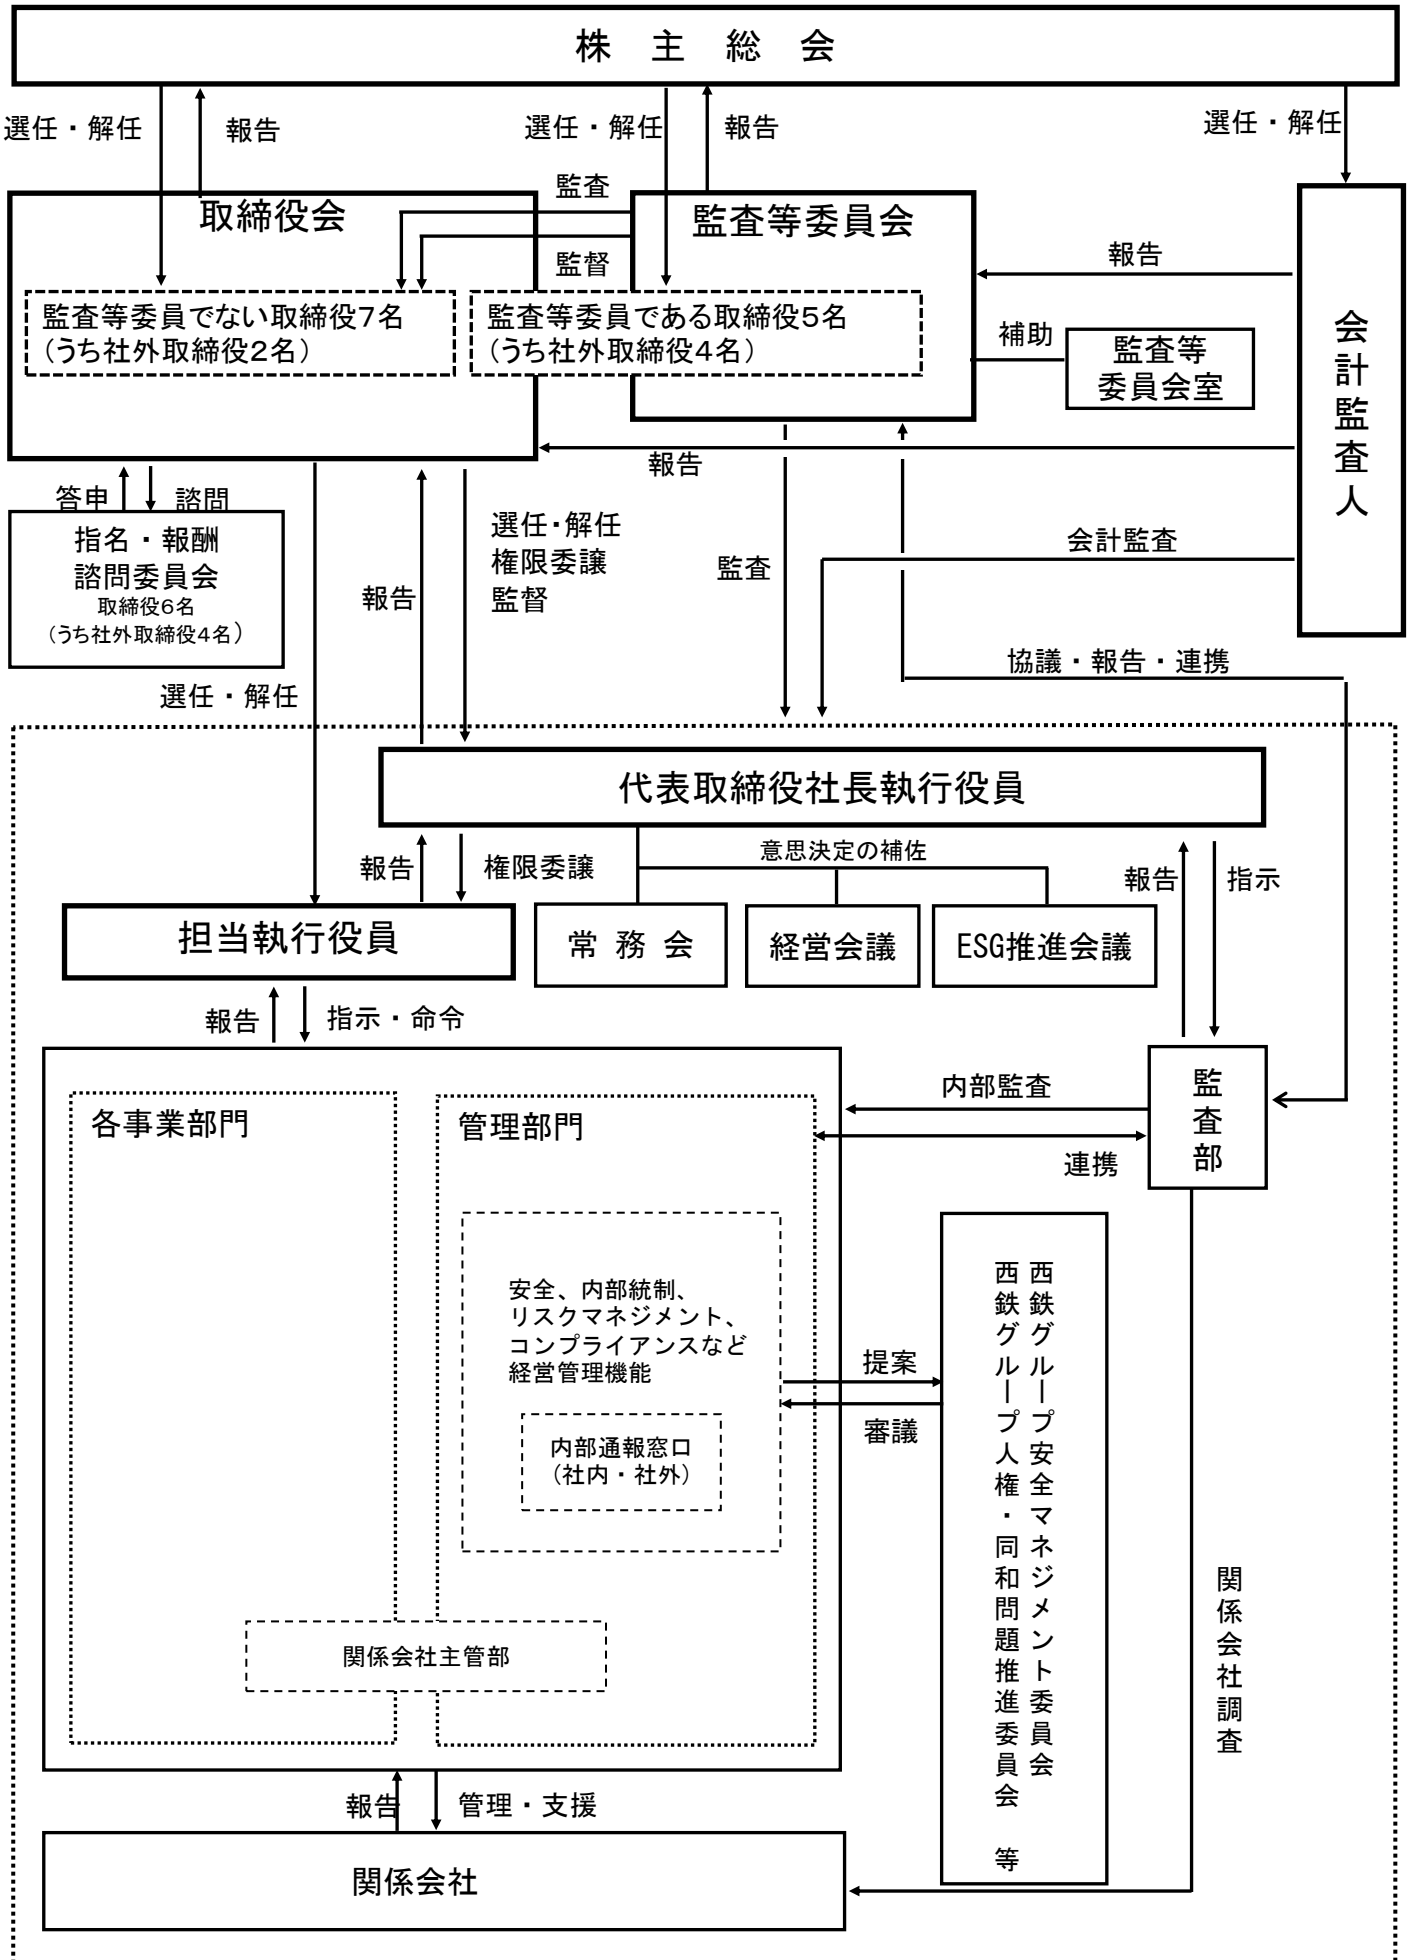 株 主 総 会
選任・解任
報告
選任・解任
報告
選任・解任
取締役会
監査
監督
監査等委員会
報告
監査等委員でない取締役7名
(うち社外取締役2名)
監査等委員である取締役5名
(うち社外取締役4名)
補助
監査等
委員会室
会計監査人
報告
答申
諮問
指名・報酬
諮問委員会
取締役6名
(うち社外取締役4名)
報告
選任・解任
権限委譲
監督
監査
会計監査
協議・報告・連携
選任・解任
代表取締役社長執行役員
報告
権限委譲
意思決定の補佐
報告
指示
担当執行役員
常 務 会
経営会議
ESG推進会議
報告
指示・命令
各事業部門
管理部門
内部監査
連携
監査部
安全、内部統制、
リスクマネジメント、
コンプライアンスなど
経営管理機能
内部通報窓口
(社内・社外)
提案
審議
西鉄グループ安全マネジメント委員会
西鉄グループ人権・同和問題推進委員会 等
関係会社調査
関係会社主管部
報告
管理・支援
関係会社